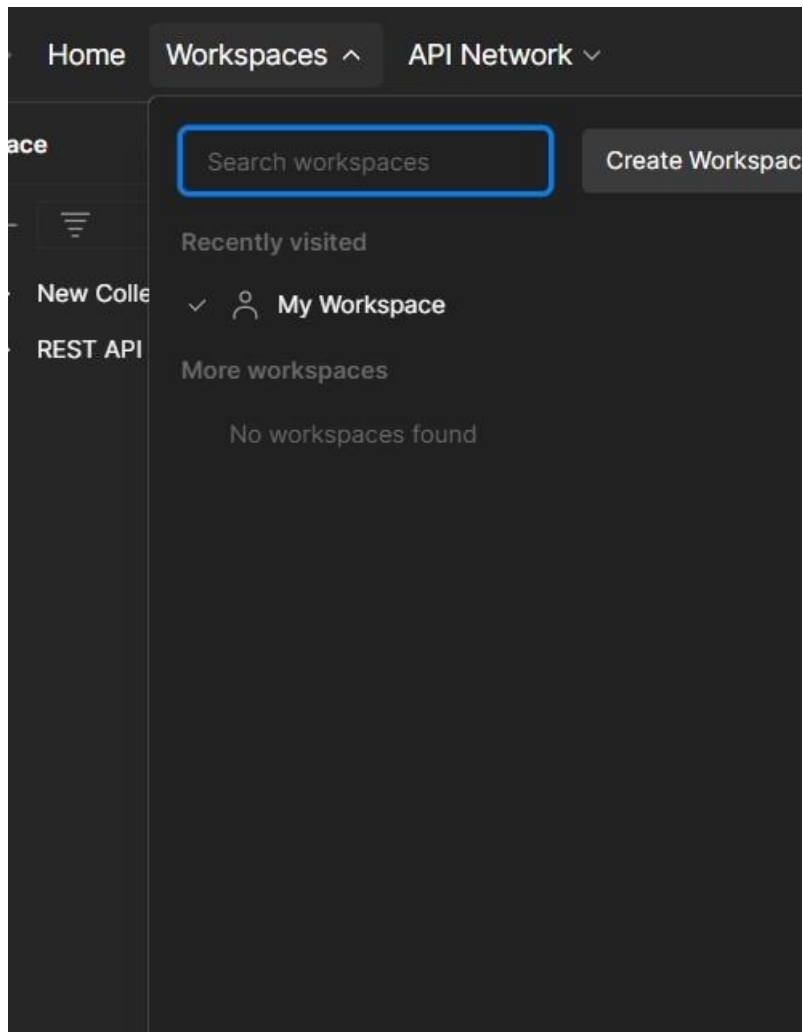 Home Workspaces API Network
ace
Search workspaces Create Workspac
Recently visited
New Colle
My Workspace
REST API
More workspaces
No workspaces found